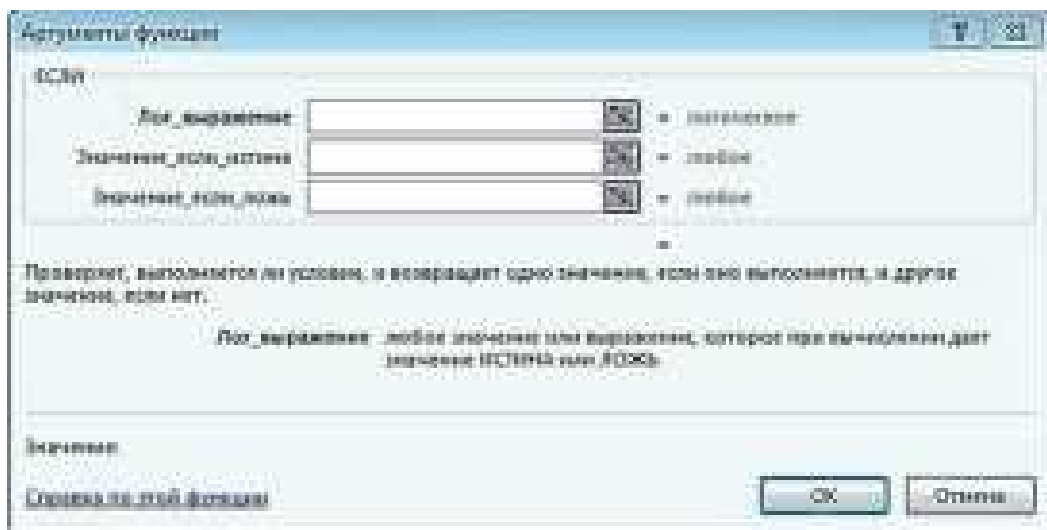 Аргументы функции
ЕСЛИ
Лог_выражение = логическое
Значение_если_истина = любое
Значение_если_ложь = любое
=
Проверяет, выполняется ли условие, и возвращает одно значение, если оно выполняется, и другое
значение, если нет.
Лог_выражение любое значение или выражение, которое при вычислении дает
значение ИСТИНА или ЛОЖЬ.
Значение:
Справка по этой функции
ОК
Отмена